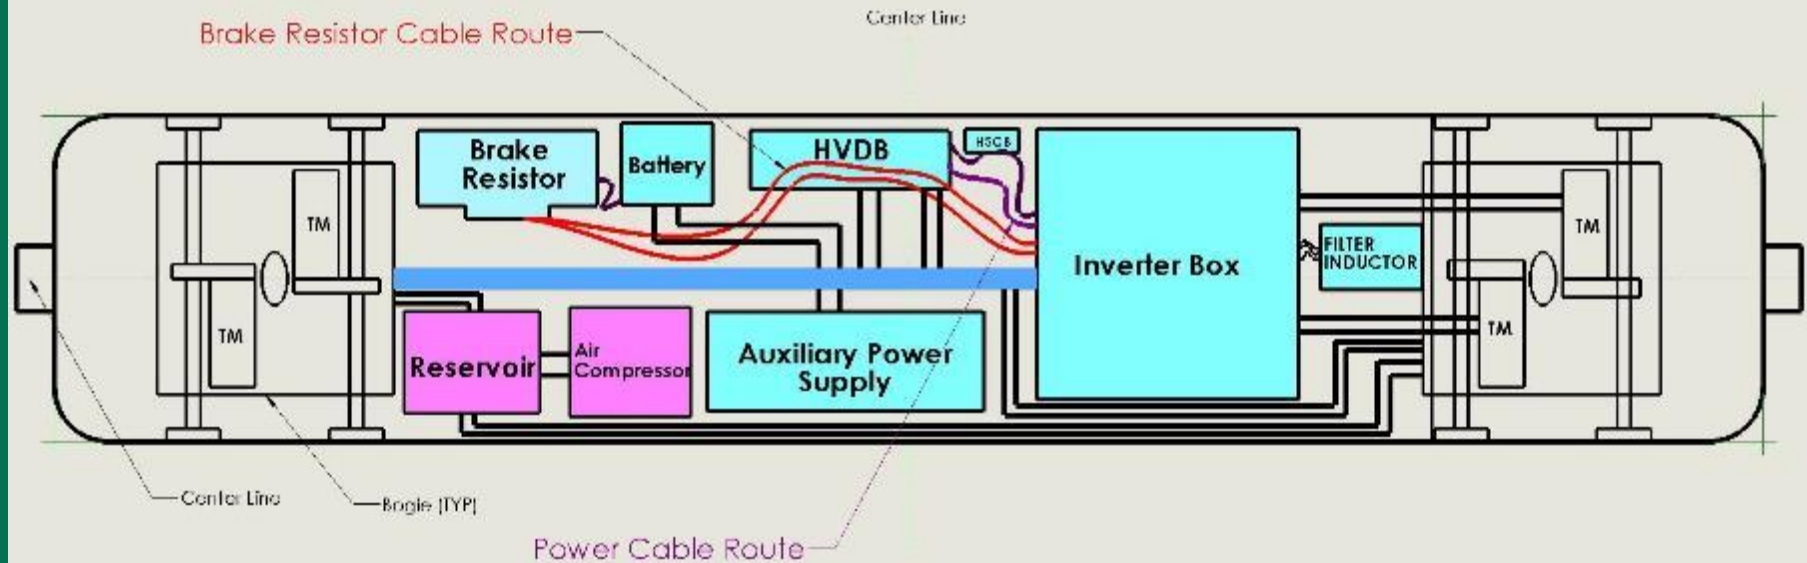 Center Line
Brake Resistor Cable Route
Brake
Resistor
Battery
HVDB
HSCB
TM
TM
Inverter Box
FILTER
INDUCTOR
TM
TM
Reservoir
Air
Compressor
Auxiliary Power
Supply
Center Line
Bogie (TYP)
Power Cable Route